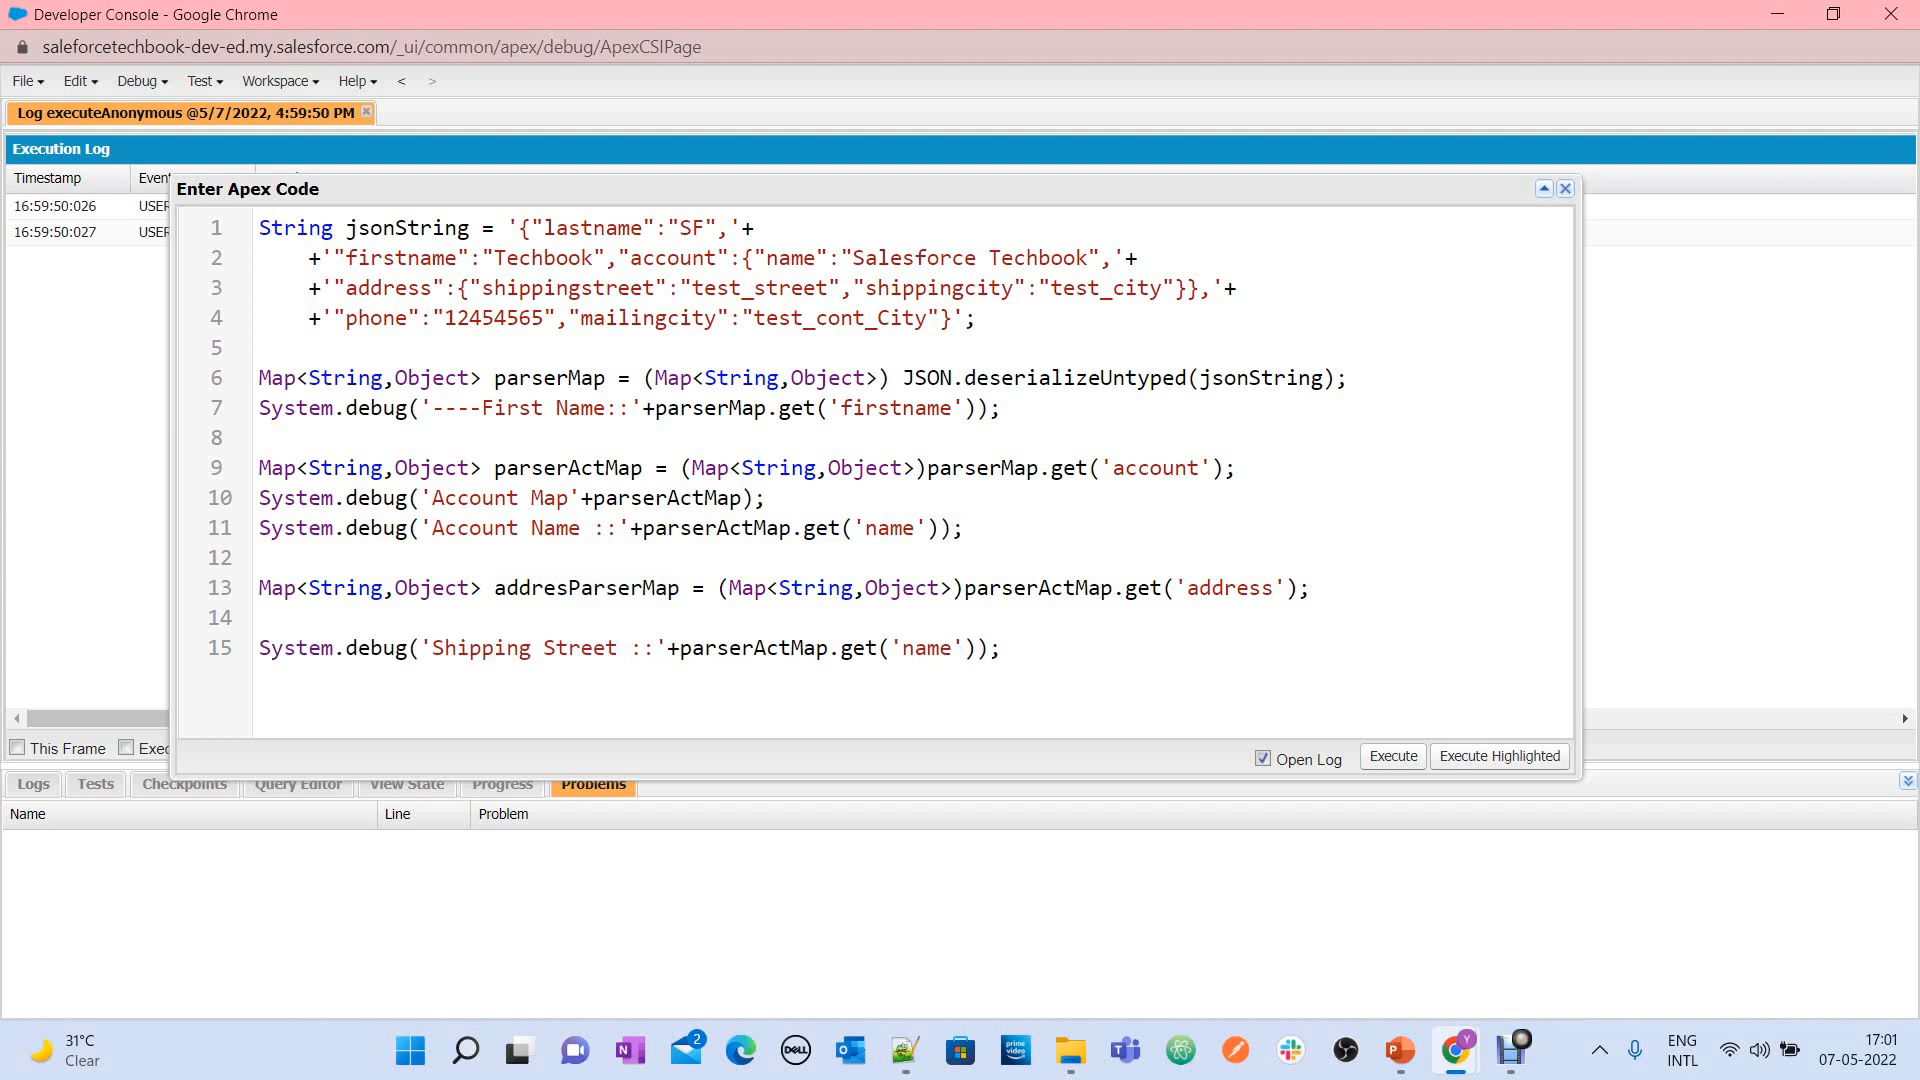 Developer Console - Google Chrome
saleforcetechbook-dev-ed.my.salesforce.com/_ui/common/apex/debug/ApexCSIPage
File Edit Debug Test Workspace Help < >
Log executeAnonymous @5/7/2022, 4:59:50 PM
Execution Log
Timestamp
16:59:50:026 USER
16:59:50:027 USER
Enter Apex Code
1 String jsonString = '{"lastname":"SF",'+
2 +'"firstname":"Techbook","account":{"name":"Salesforce Techbook",'+
3 +'"address":{"shippingstreet":"test_street","shippingcity":"test_city"}},'+
4 +'"phone":"12454565","mailingcity":"test_cont_City"}';
5
6 Map<String,Object> parserMap = (Map<String,Object>) JSON.deserializeUntyped(jsonString);
7 System.debug('----First Name::'+parserMap.get('firstname'));
8
9 Map<String,Object> parserActMap = (Map<String,Object>)parserMap.get('account');
10 System.debug('Account Map'+parserActMap);
11 System.debug('Account Name ::'+parserActMap.get('name'));
12
13 Map<String,Object> addresParserMap = (Map<String,Object>)parserActMap.get('address');
14
15 System.debug('Shipping Street ::'+parserActMap.get('name'));
This Frame
Open Log Execute Execute Highlighted
Logs Tests Checkpoints Query Editor View State Progress Problems
Name Line Problem
31°C
Clear
2
DELL
prime video
Y
ENG
INTL
17:01
07-05-2022